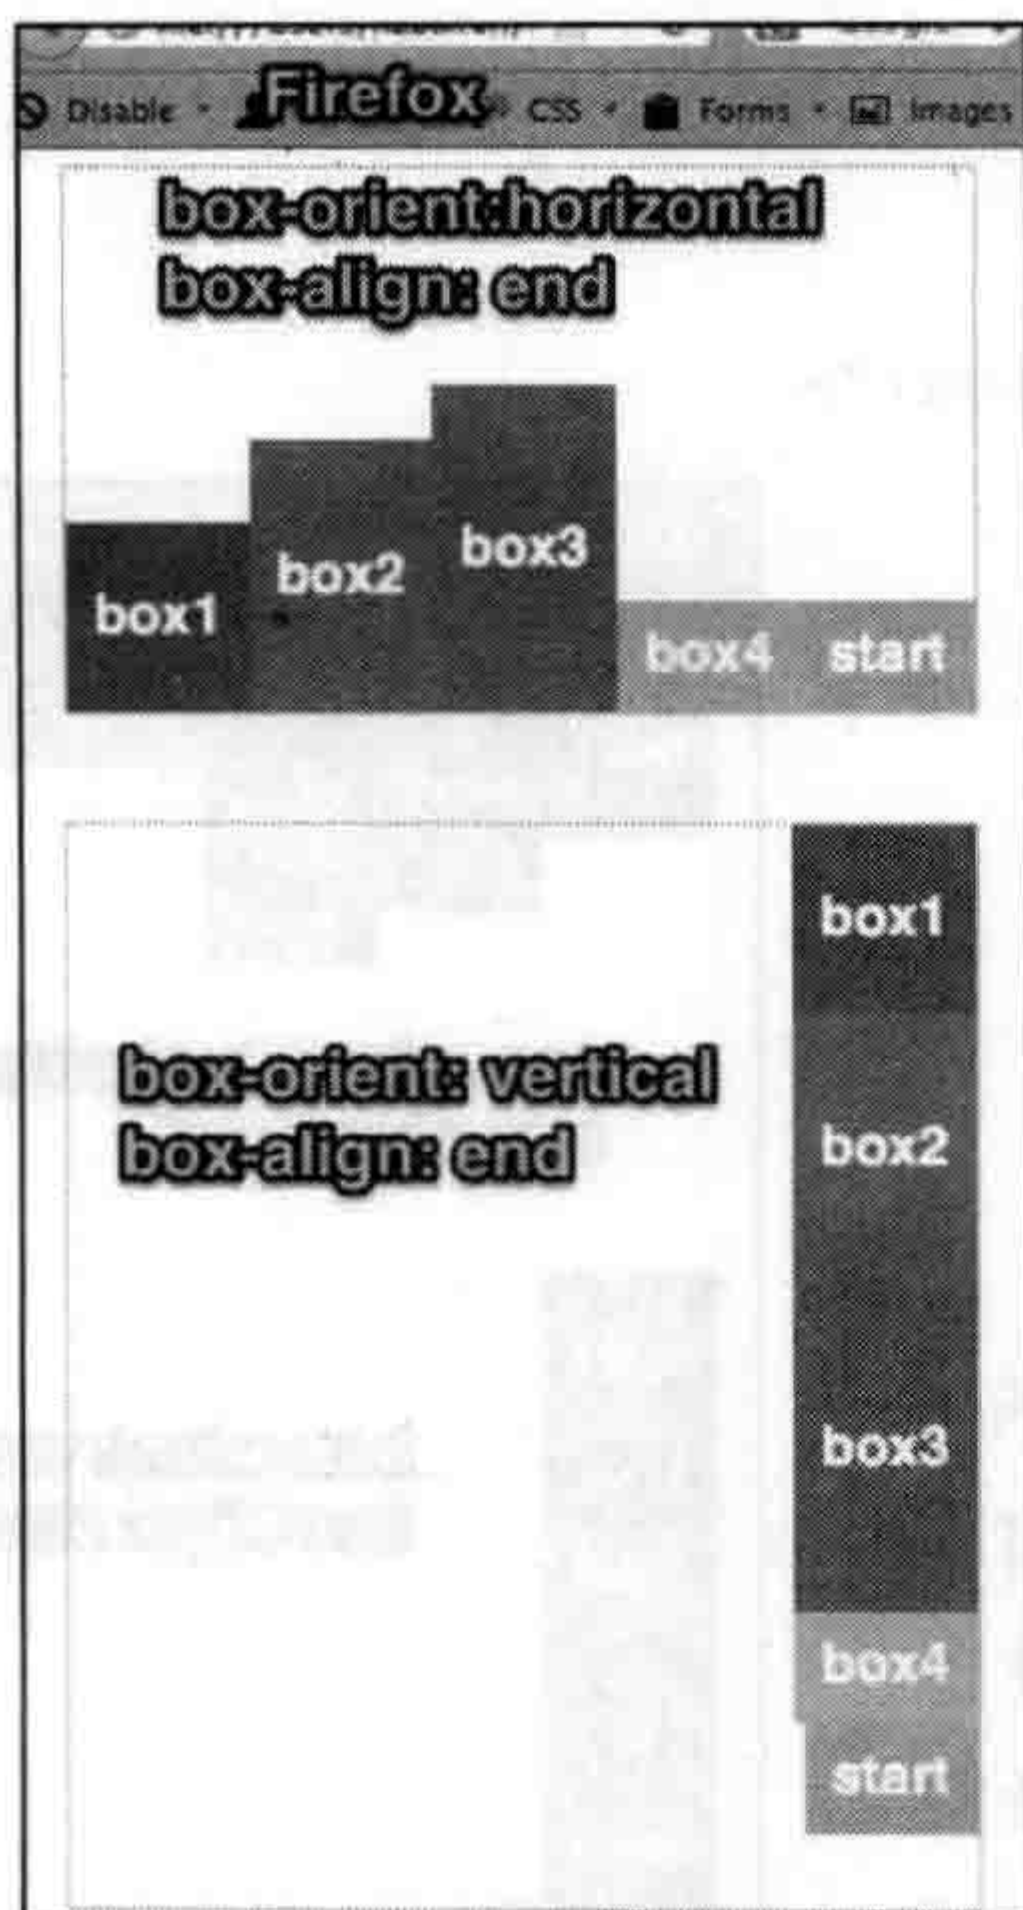 Disable Firefox CSS Forms Images
box-orient:horizontal
box-align: end
box1 box2 box3 box4 start
box1
box2
box-orient: vertical
box-align: end
box3
box4
start